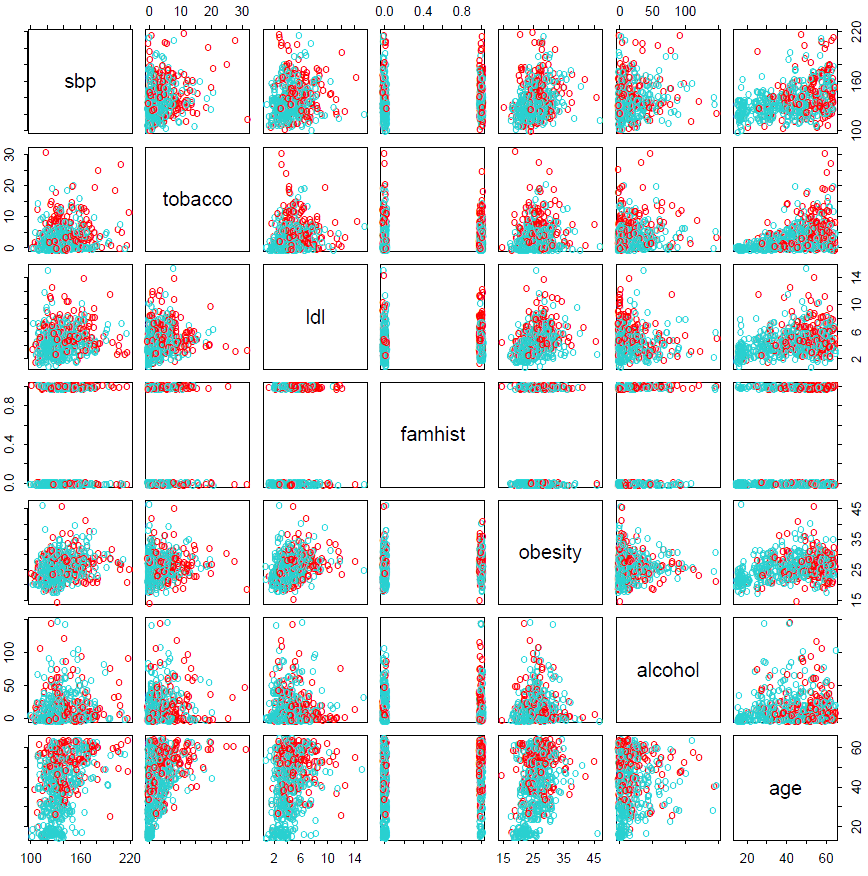 0 10 20 30 0.0 0.4 0.8 0 50 100
sbp 100 160 220
0 10 20 30 tobacco
ldl 2 6 10 14
0.0 0.4 0.8 famhist
obesity 15 25 35 45
0 50 100 alcohol
age 20 40 60
100 160 220 2 6 10 14 15 25 35 45 20 40 60